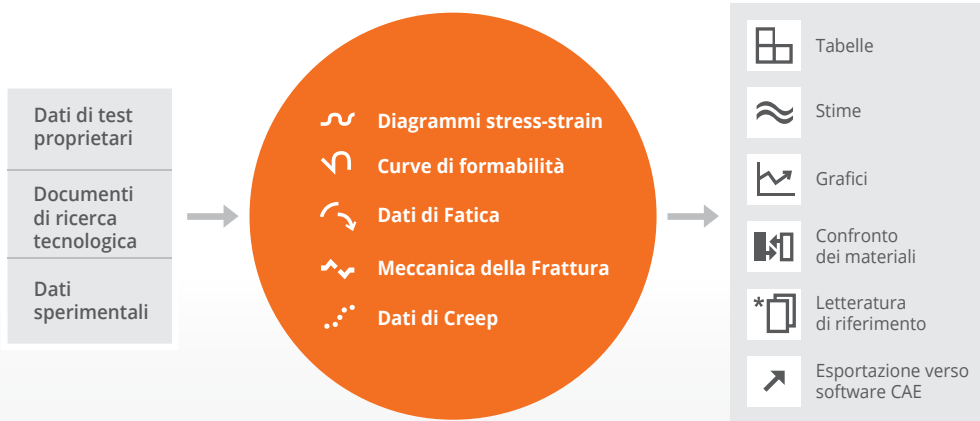 Dati di test
proprietari
Documenti
di ricerca
tecnologica
Dati
sperimentali
Diagrammi stress-strain
Curve di formabilità
Dati di Fatica
Meccanica della Frattura
Dati di Creep
Tabelle
Stime
Grafici
Confronto
dei materiali
*
Letteratura
di riferimento
Esportazione verso
software CAE